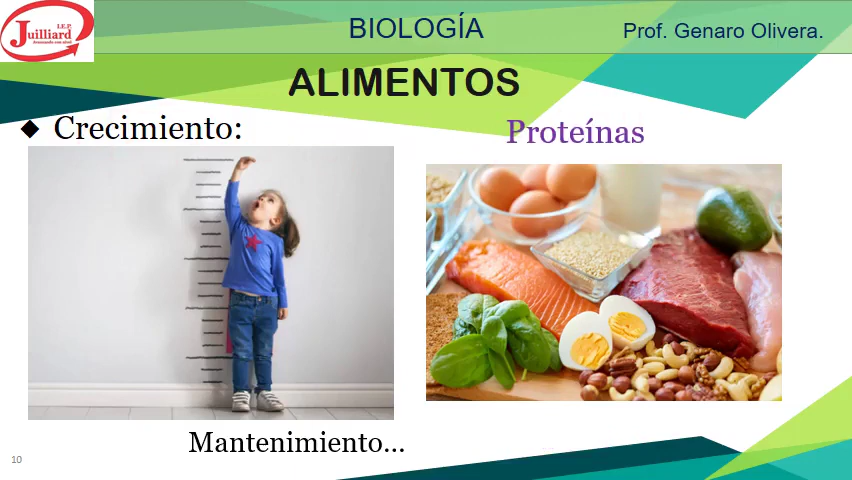 I.E.P.
Juilliard
BIOLOGÍA
Prof. Genaro Olivera.
ALIMENTOS
◆ Crecimiento:
Proteínas
Mantenimiento...
10